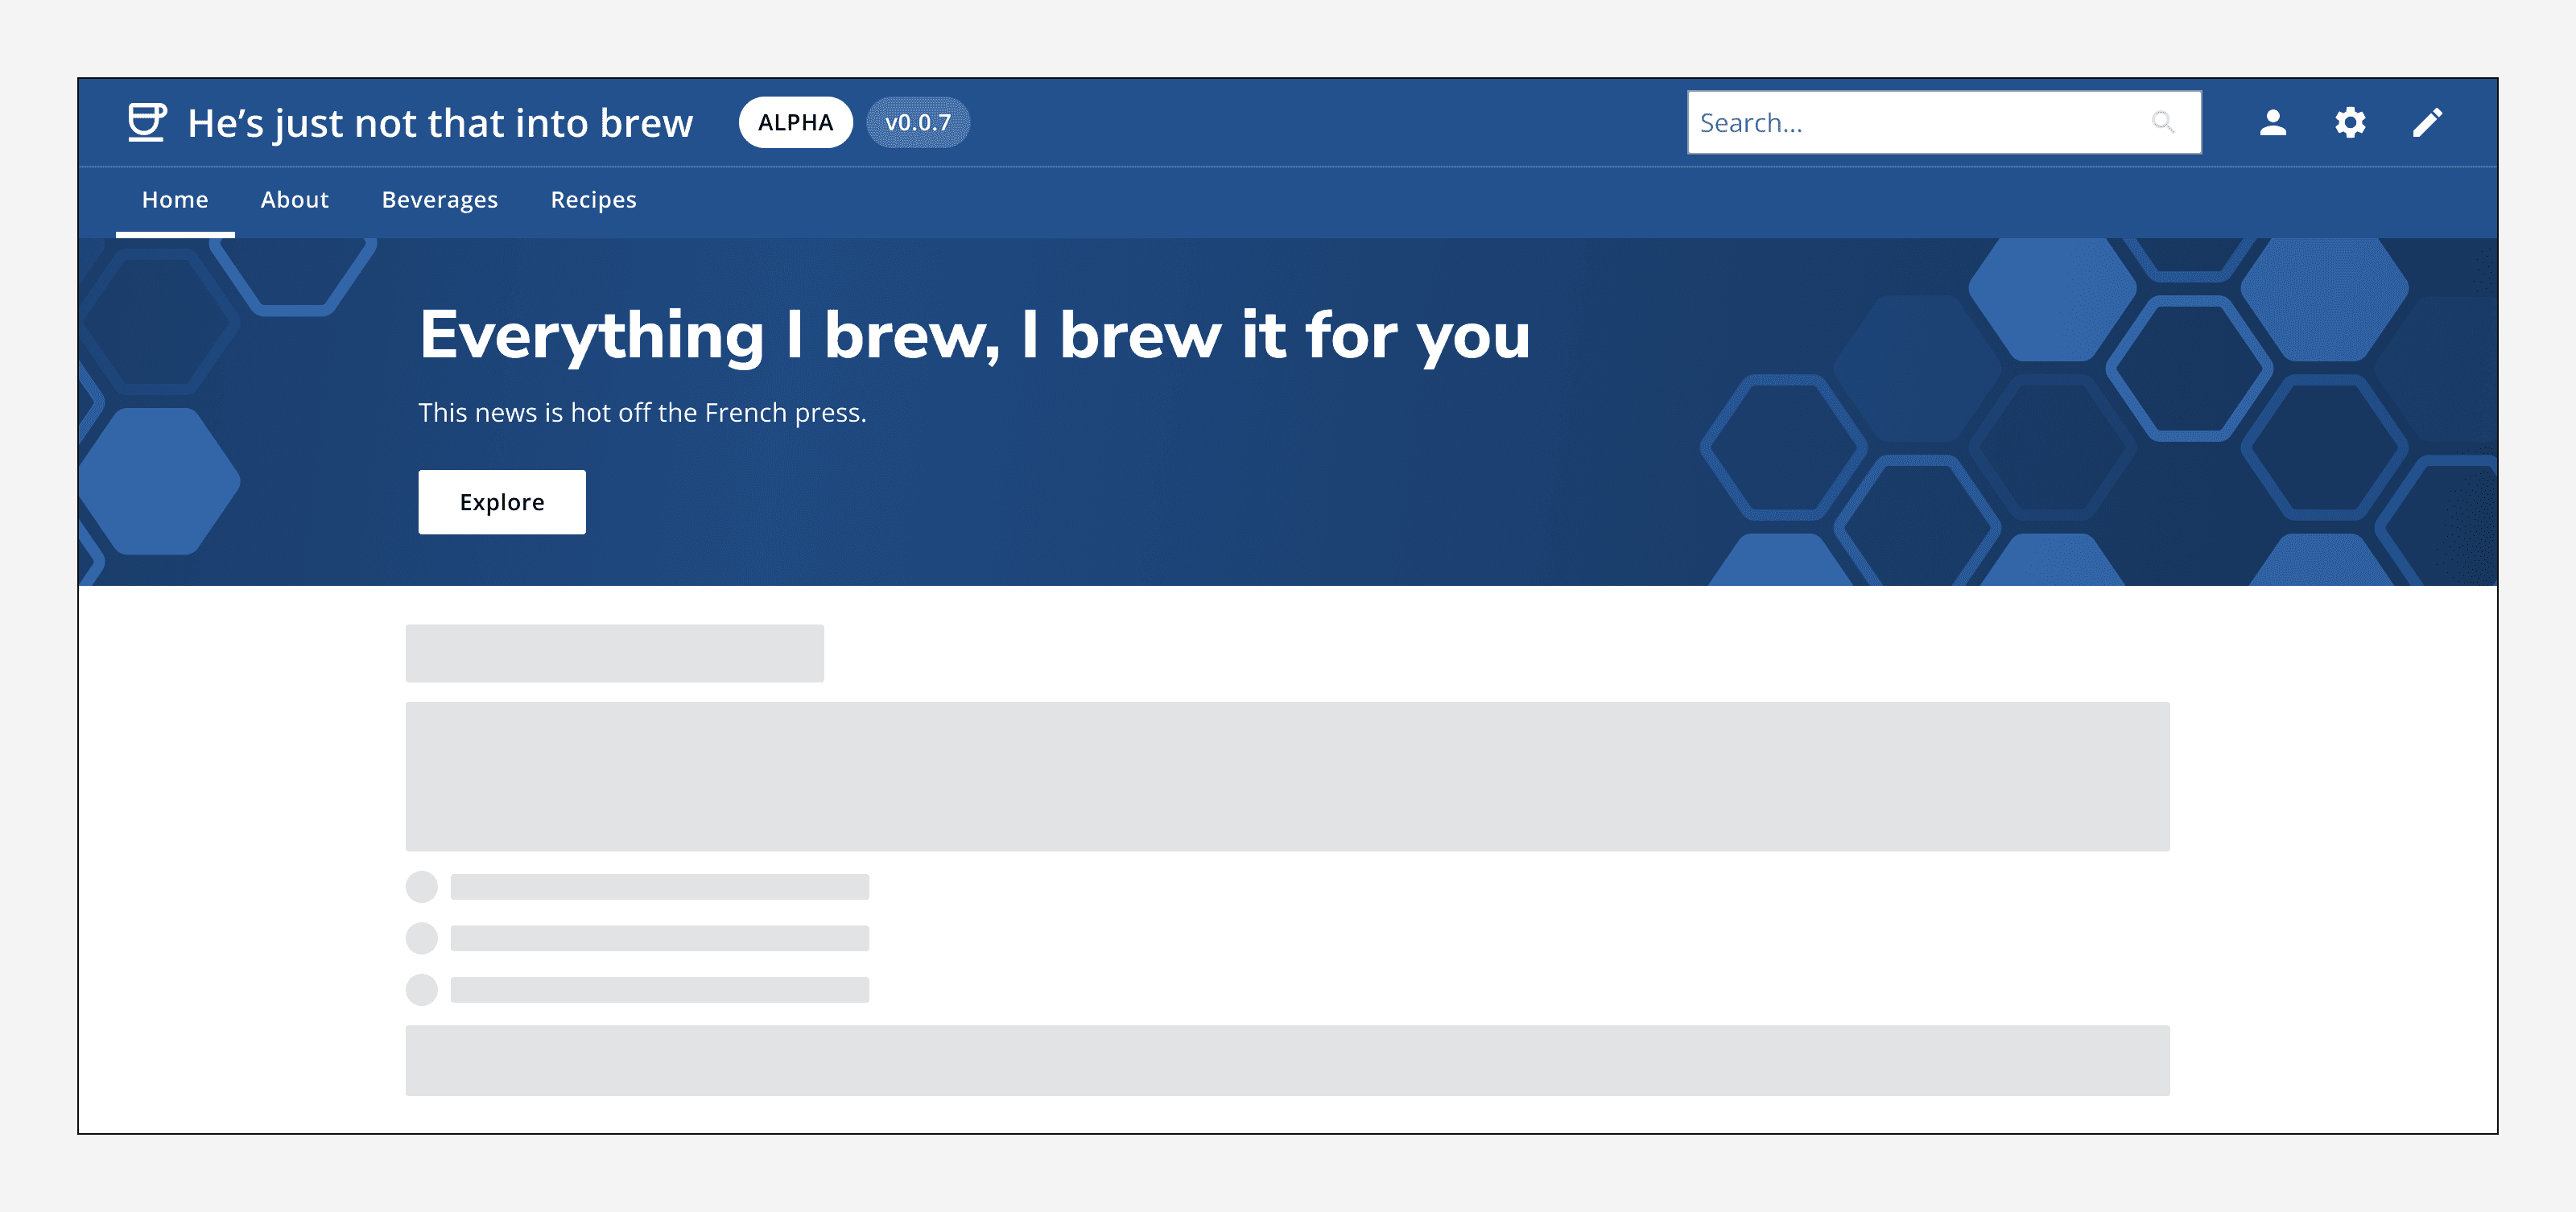 He’s just not that into brew ALPHA v0.0.7 Search...
Home About Beverages Recipes
Everything I brew, I brew it for you
This news is hot off the French press.
Explore